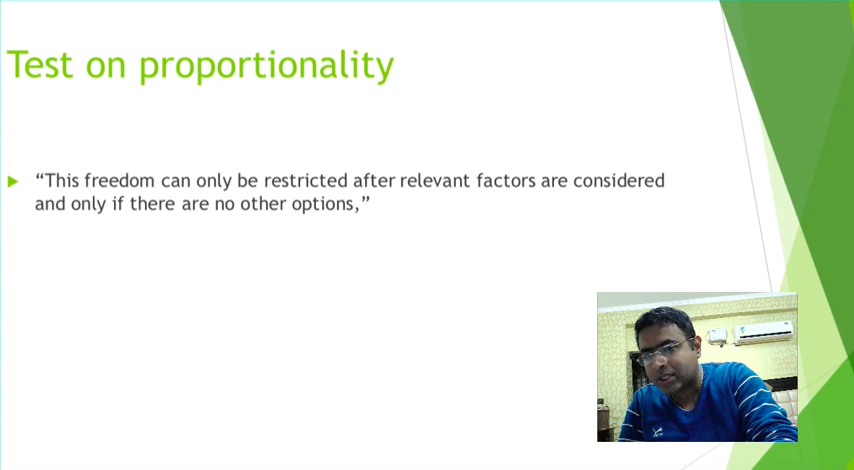 Test on proportionality
“This freedom can only be restricted after relevant factors are considered
and only if there are no other options,”